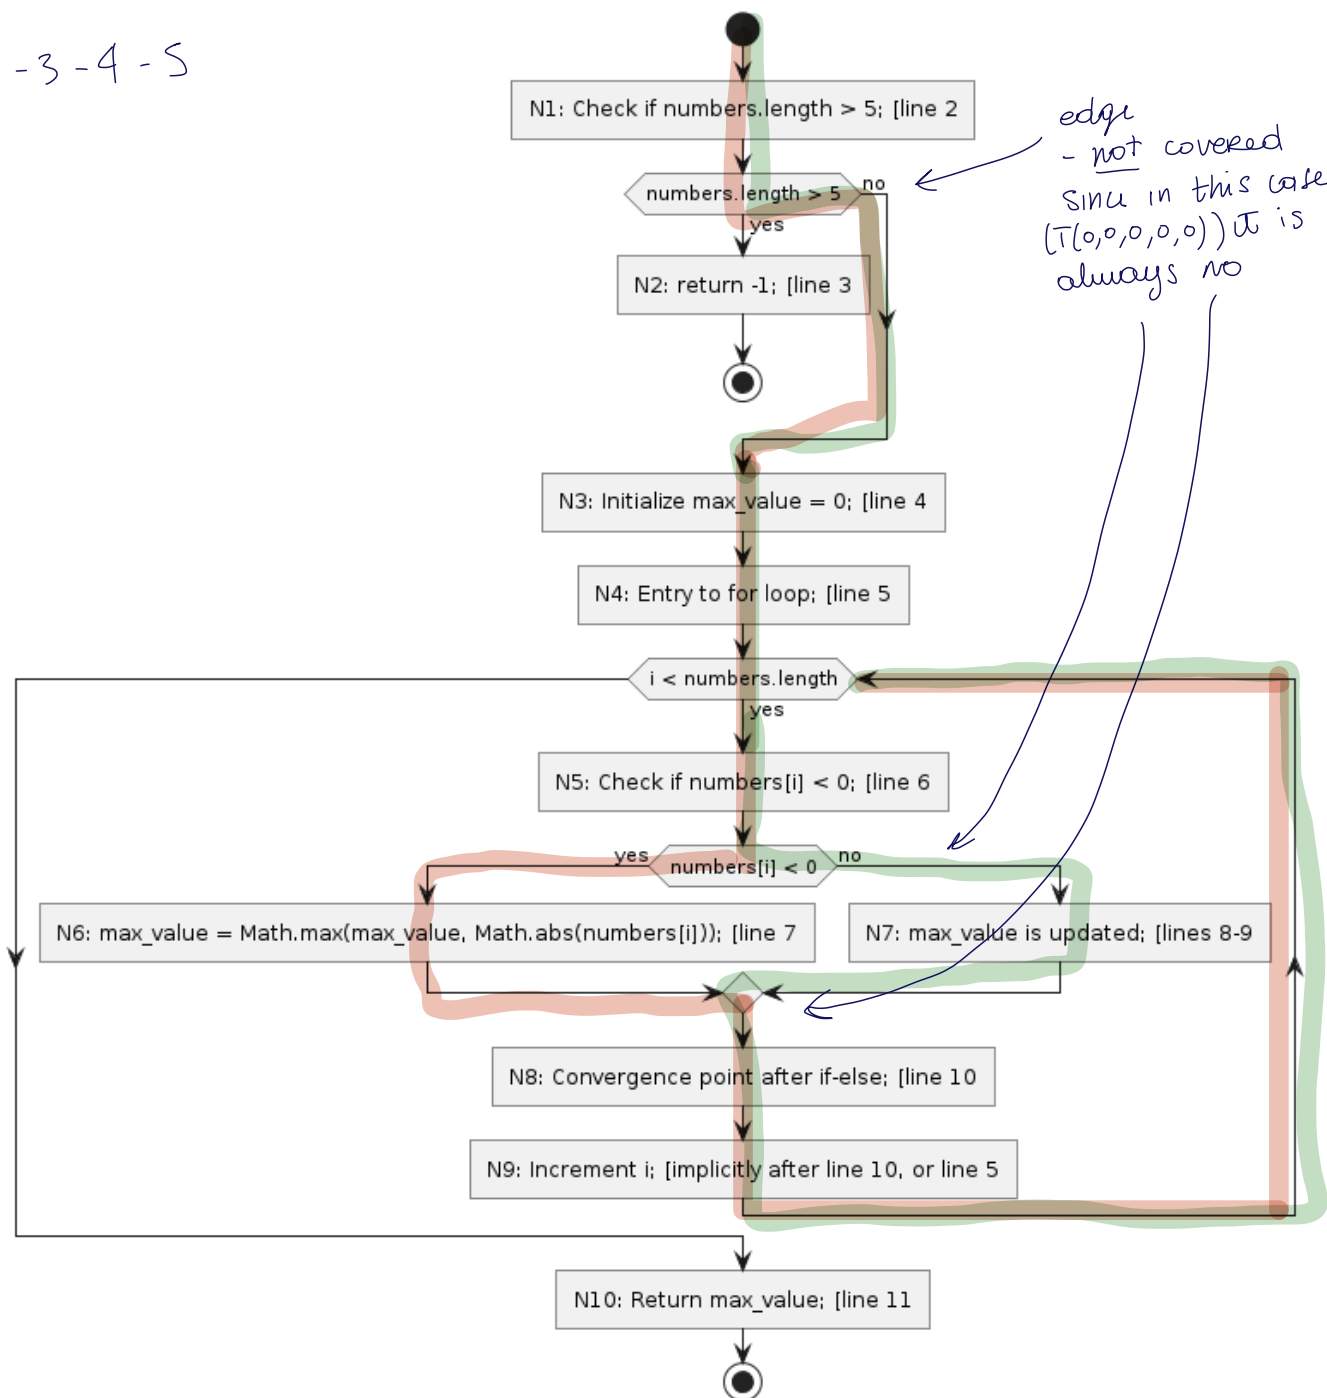 -3 -4 -5
N1: Check if numbers.length > 5; [line 2
edge
- not covered
since in this case
(T(0,0,0,0,0)) it is
always no
numbers.length > 5
no
yes
N2: return -1; [line 3
N3: Initialize max_value = 0; [line 4
N4: Entry to for loop; [line 5
i < numbers.length
yes
N5: Check if numbers[i] < 0; [line 6
yes
numbers[i] < 0
no
N6: max_value = Math.max(max_value, Math.abs(numbers[i])); [line 7
N7: max_value is updated; [lines 8-9
N8: Convergence point after if-else; [line 10
N9: Increment i; [implicitly after line 10, or line 5
N10: Return max_value; [line 11